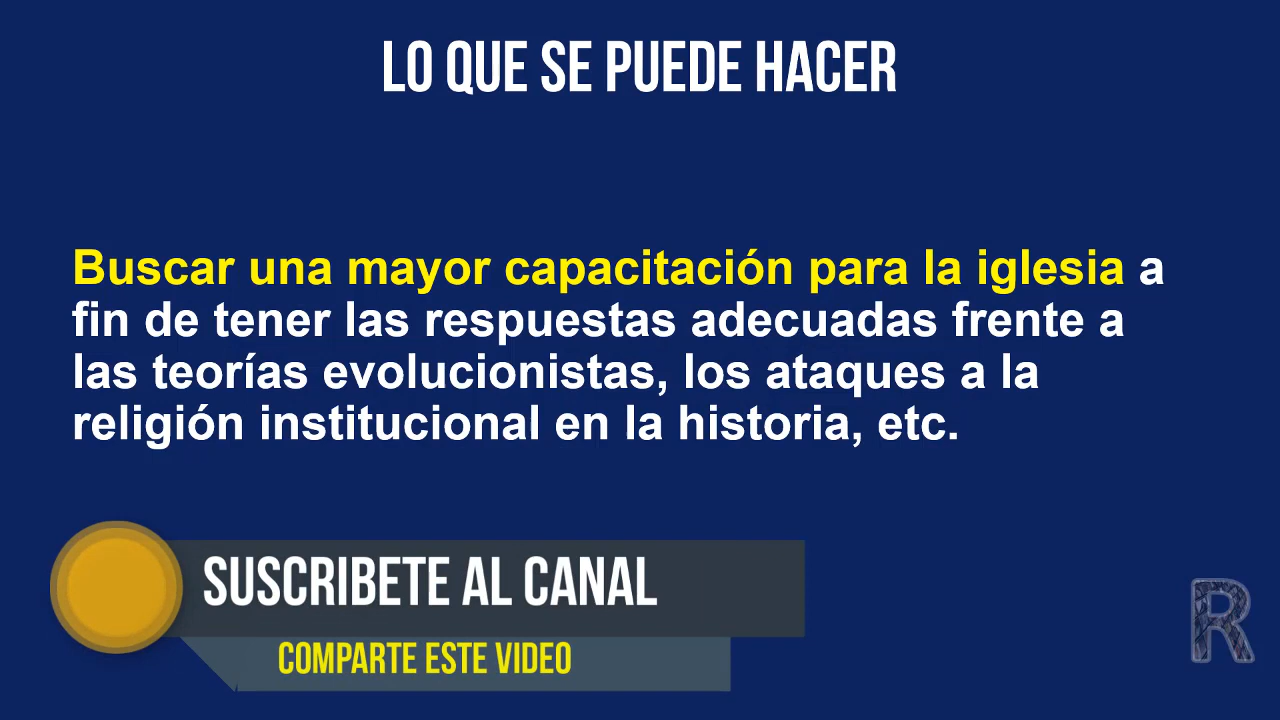 LO QUE SE PUEDE HACER
Buscar una mayor capacitación para la iglesia a
fin de tener las respuestas adecuadas frente a
las teorías evolucionistas, los ataques a la
religión institucional en la historia, etc.
SUSCRIBETE AL CANAL
COMPARTE ESTE VIDEO
R